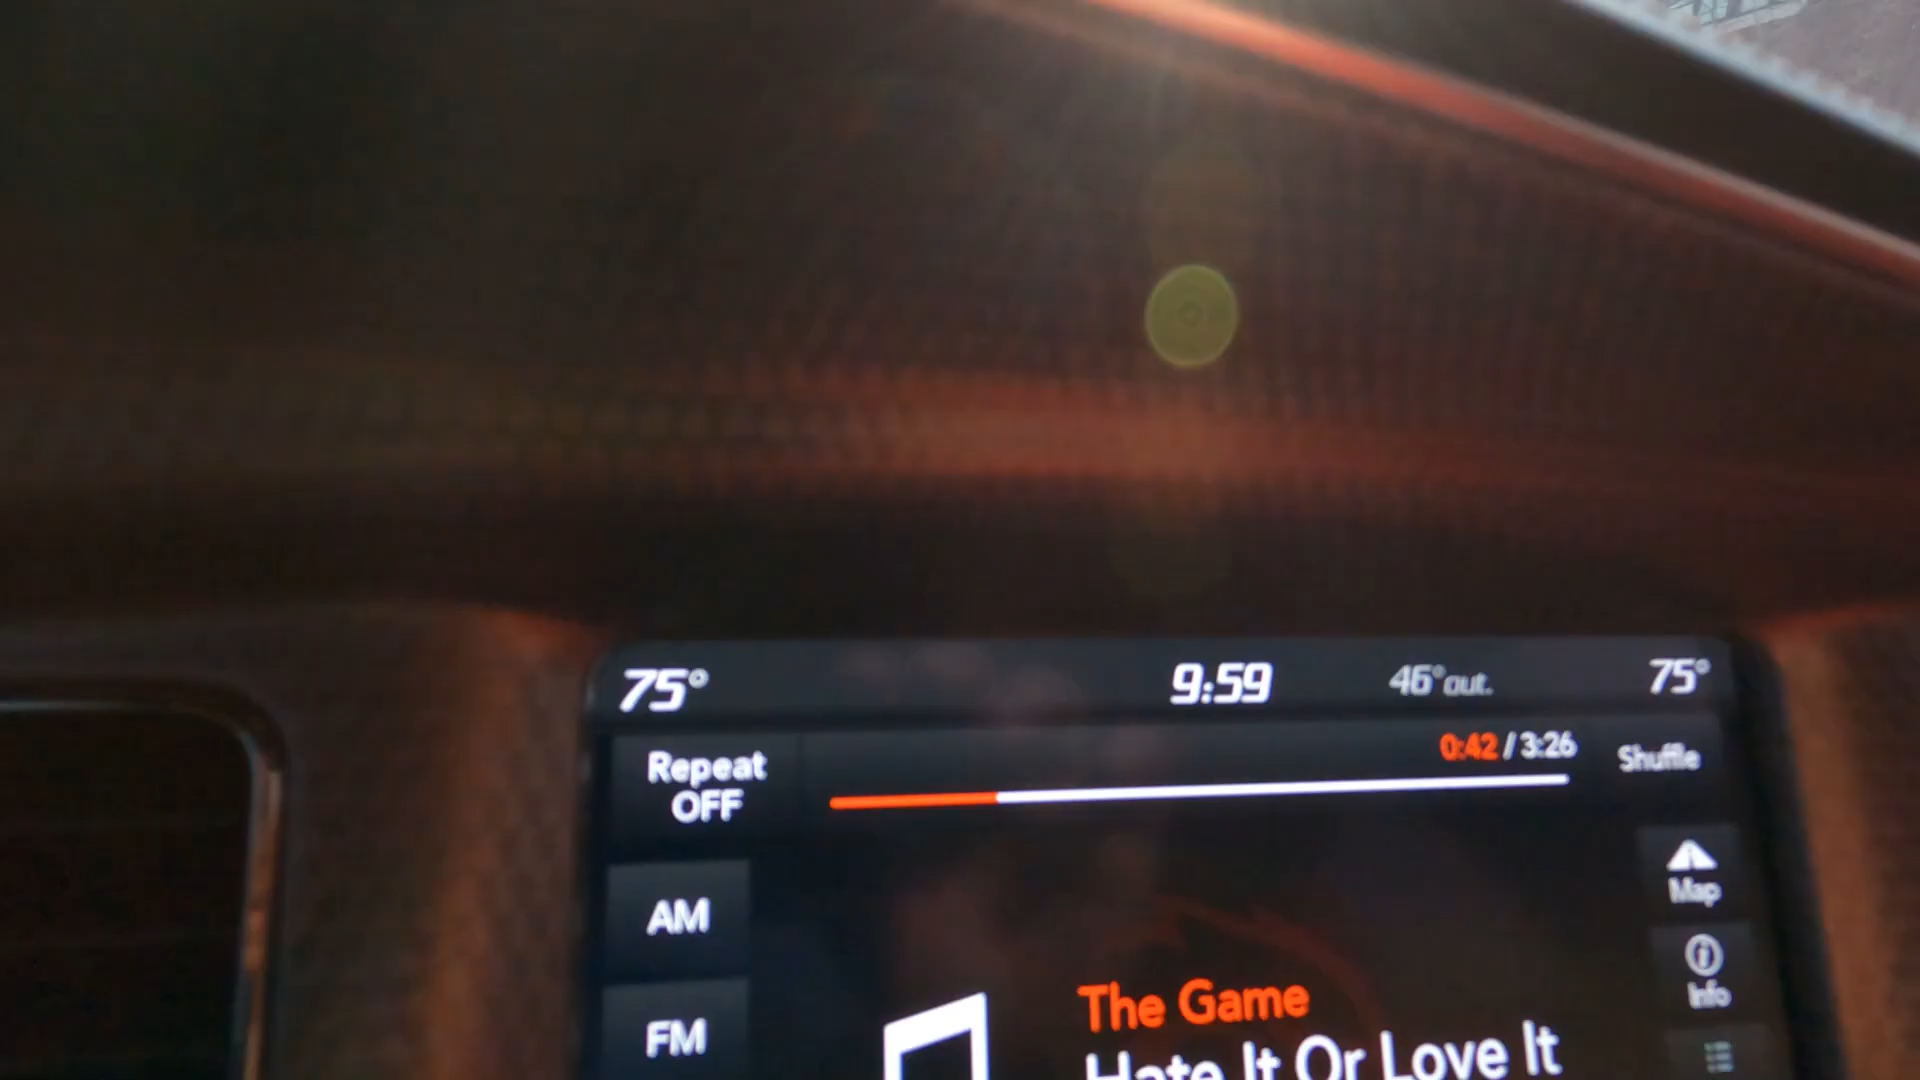 75° 9:59 46° out. 75°
Repeat
OFF
0:42 / 3:26
Shuffle
AM
Map
Info
FM
The Game
Hate It Or Love It